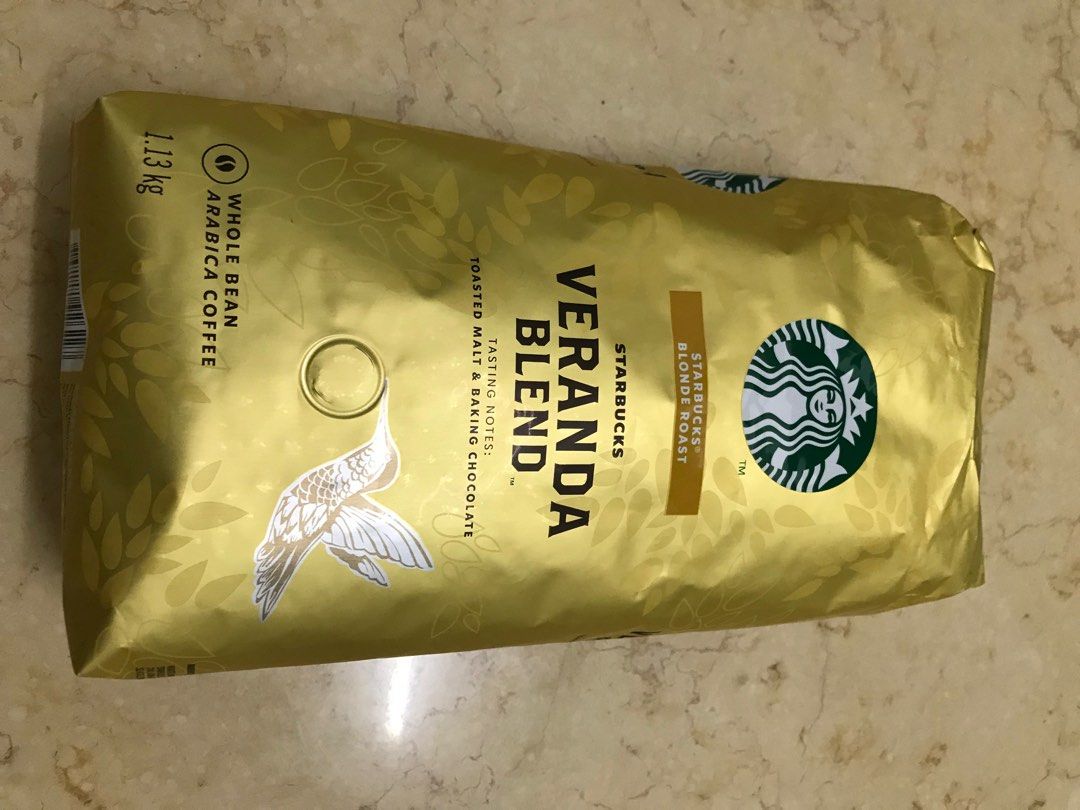 ™
STARBUCKS®
BLONDE ROAST
STARBUCKS
VERANDA
BLEND™
TASTING NOTES:
TOASTED MALT & BAKING CHOCOLATE
WHOLE BEAN
ARABICA COFFEE
1.13 kg